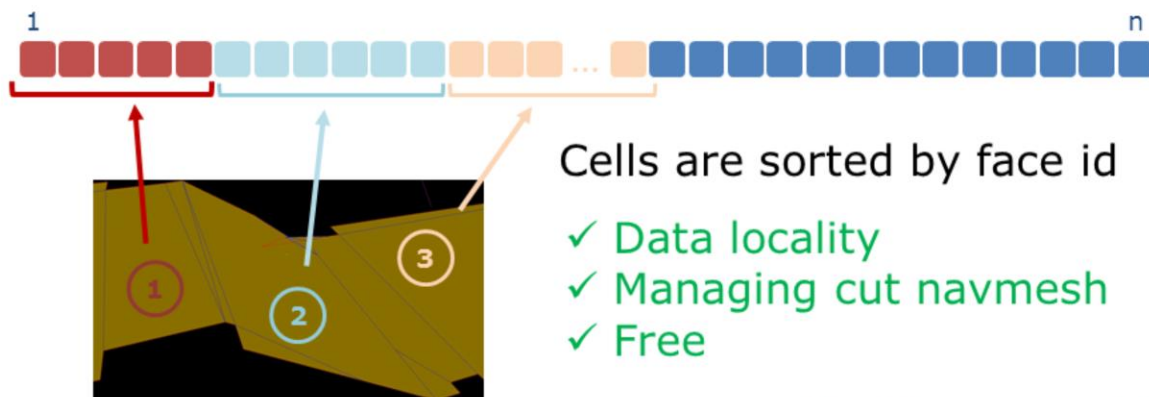 1
n
...
Cells are sorted by face id
✓ Data locality
✓ Managing cut navmesh
✓ Free
1
2
3